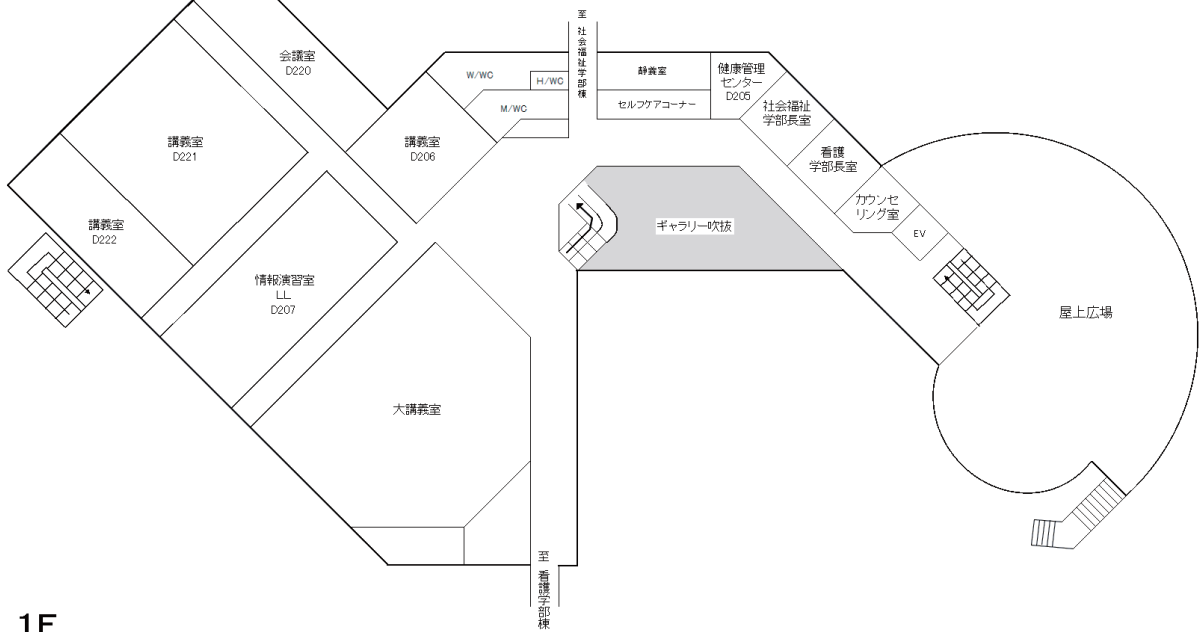 至 社会福祉学部棟
会議室
D220
W/WC
H/WC
M/WC
静養室
セルフケアコーナー
健康管理
センター
D205
社会福祉
学部長室
看護
学部長室
カウンセ
リング室
EV
講義室
D221
講義室
D206
講義室
D222
ギャラリー吹抜
情報演習室
LL
D207
屋上広場
大講義室
至 看護学部棟
1F